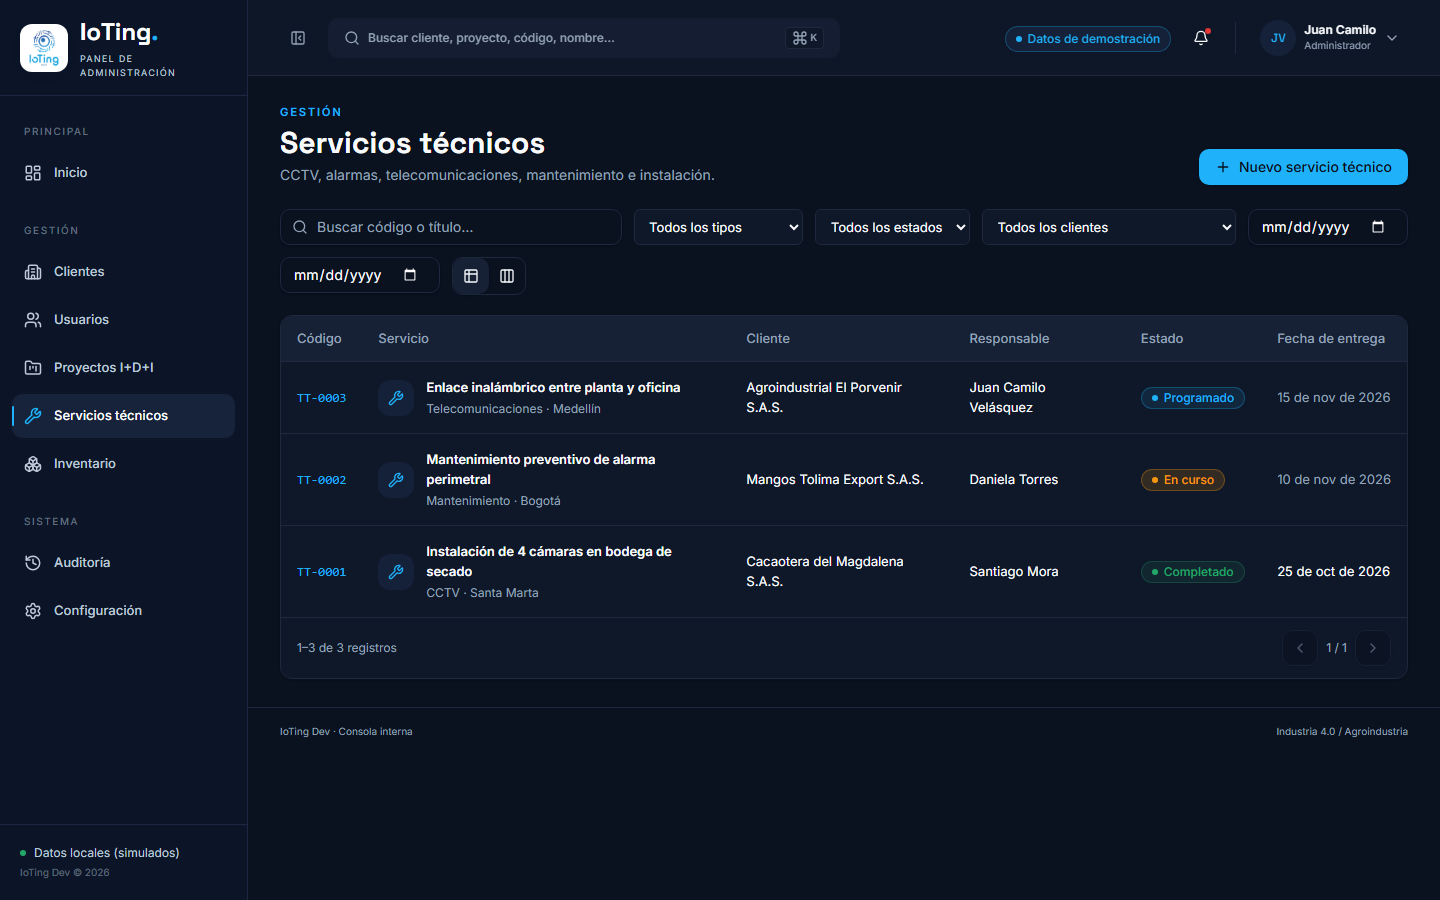 IoTing.
PANEL DE
ADMINISTRACIÓN
IoTing
Buscar cliente, proyecto, código, nombre...
⌘ K
Datos de demostración
JV
Juan Camilo
Administrador
PRINCIPAL
Inicio
GESTIÓN
Clientes
Usuarios
Proyectos I+D+I
Servicios técnicos
Inventario
SISTEMA
Auditoría
Configuración
Datos locales (simulados)
IoTing Dev © 2026
GESTIÓN
Servicios técnicos
CCTV, alarmas, telecomunicaciones, mantenimiento e instalación.
+ Nuevo servicio técnico
Buscar código o título...
Todos los tipos
Todos los estados
Todos los clientes
mm/dd/yyyy
mm/dd/yyyy
Código Servicio Cliente Responsable Estado Fecha de entrega
TT-0003
Enlace inalámbrico entre planta y oficina
Telecomunicaciones · Medellín
Agroindustrial El Porvenir
S.A.S.
Juan Camilo
Velásquez
Programado
15 de nov de 2026
TT-0002
Mantenimiento preventivo de alarma
perimetral
Mantenimiento · Bogotá
Mangos Tolima Export S.A.S.
Daniela Torres
En curso
10 de nov de 2026
TT-0001
Instalación de 4 cámaras en bodega de
secado
CCTV · Santa Marta
Cacaotera del Magdalena
S.A.S.
Santiago Mora
Completado
25 de oct de 2026
1–3 de 3 registros
1 / 1
IoTing Dev · Consola interna
Industria 4.0 / Agroindustria